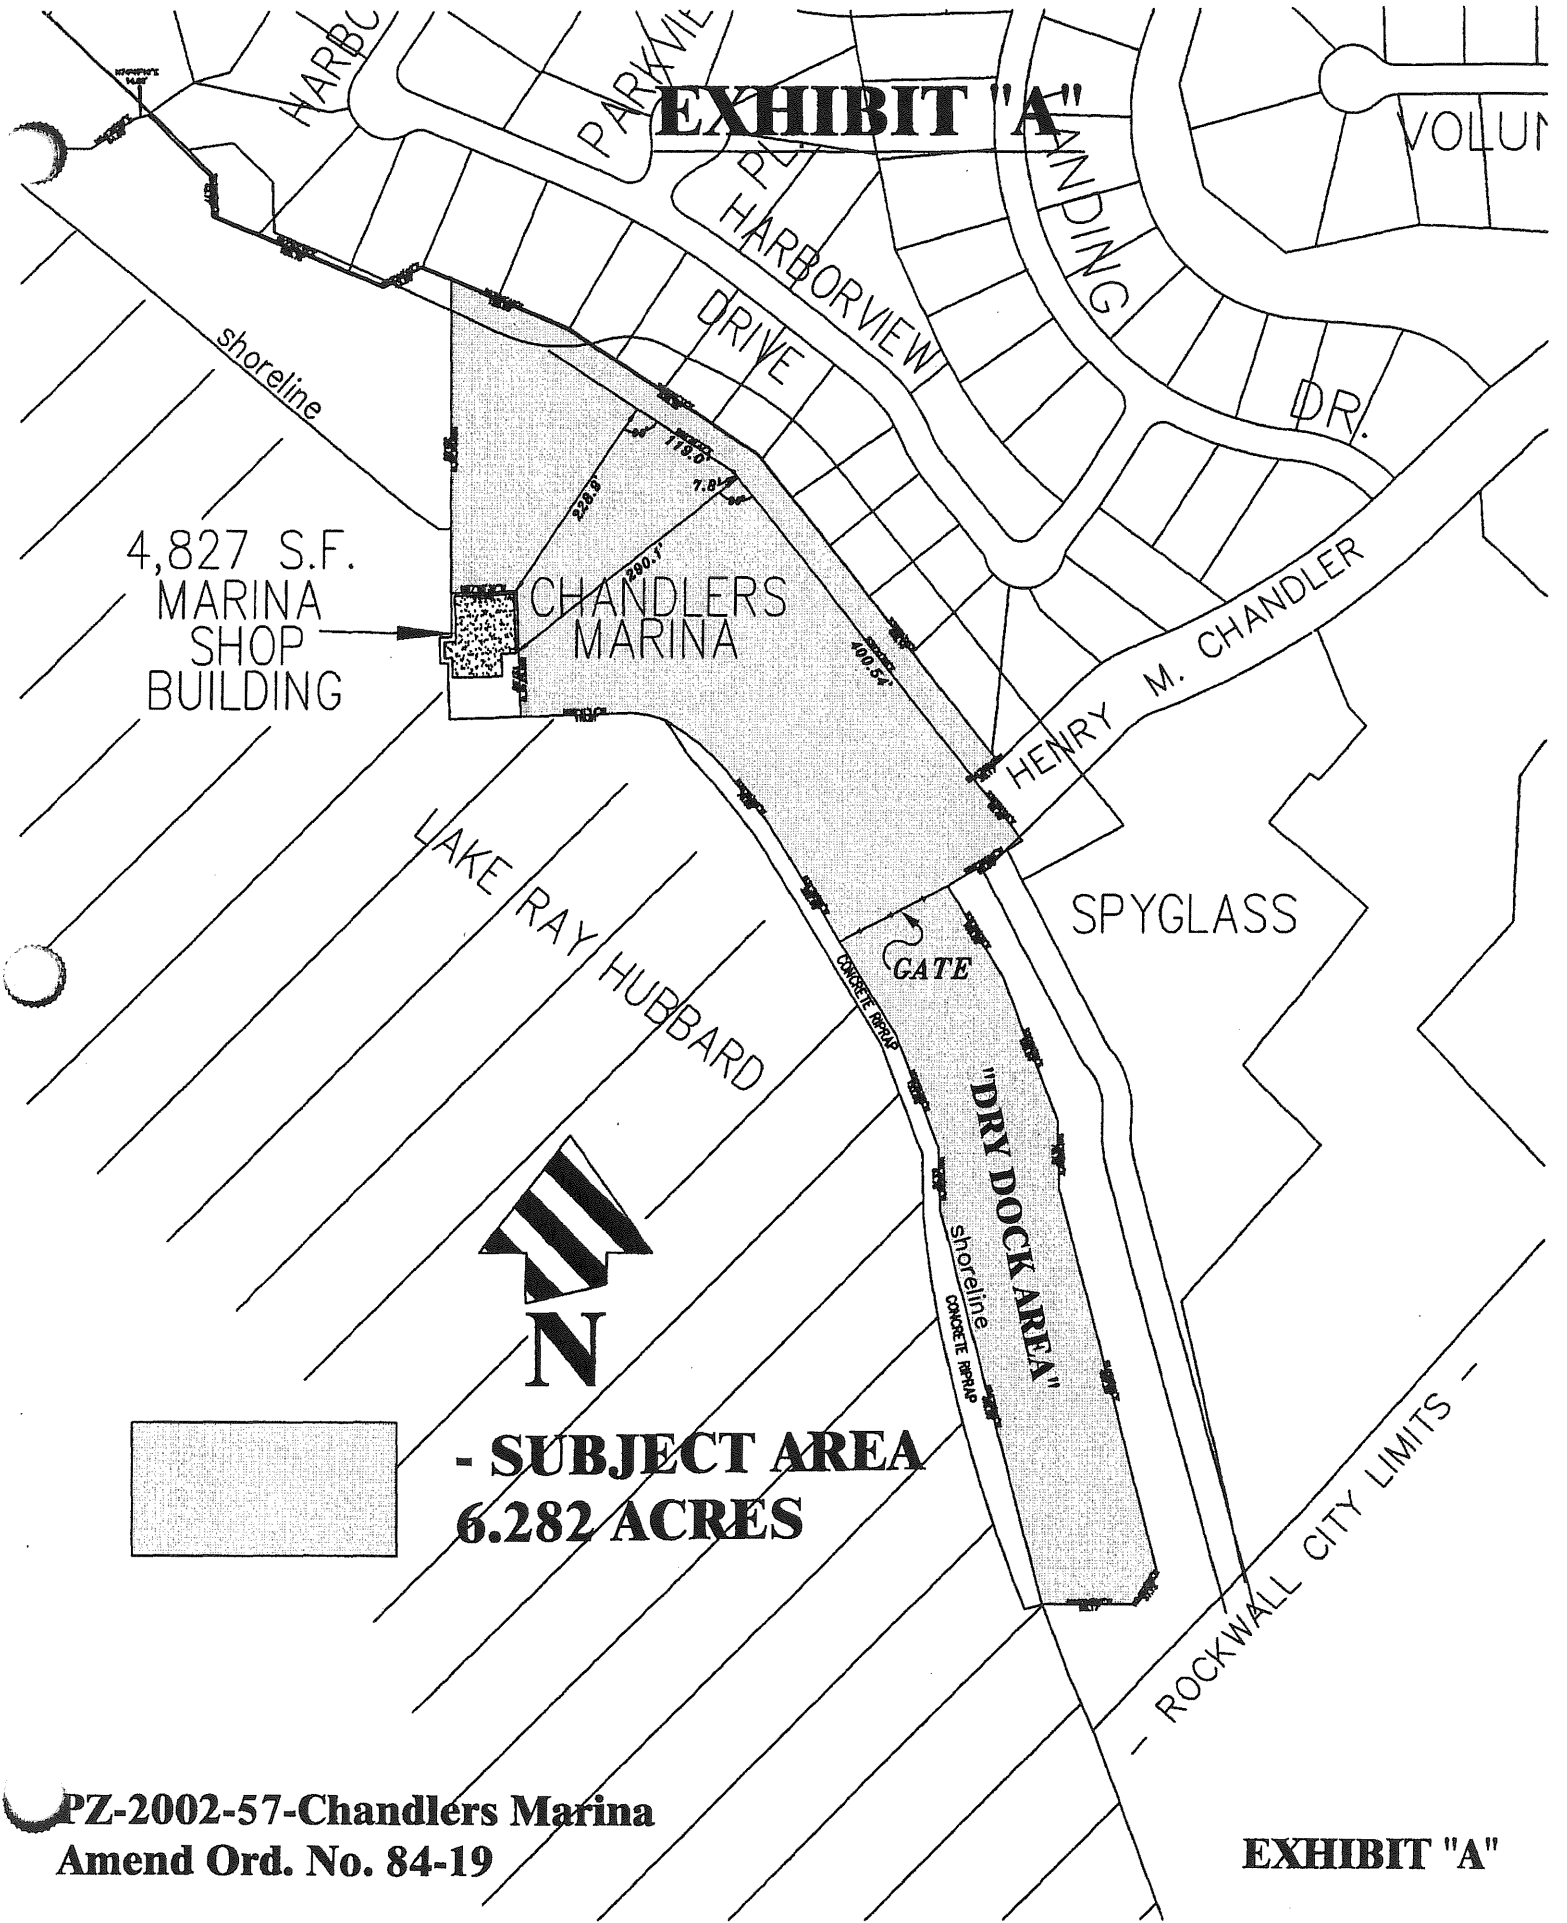 EXHIBIT "A"
HARBO
PARKVIE
PL.
ANDING
VOLUN
HARBORVIEW
DRIVE
DR.
shoreline
119.0'
7.8'
228.9'
290.1'
400.54'
4,827 S.F.
MARINA
SHOP
BUILDING
CHANDLERS
MARINA
HENRY M. CHANDLER
LAKE RAY HUBBARD
SPYGLASS
GATE
CONCRETE RIPRAP
"DRY DOCK AREA"
shoreline
CONCRETE RIPRAP
N
- SUBJECT AREA
6.282 ACRES
- ROCKWALL CITY LIMITS -
PZ-2002-57-Chandlers Marina
Amend Ord. No. 84-19
EXHIBIT "A"